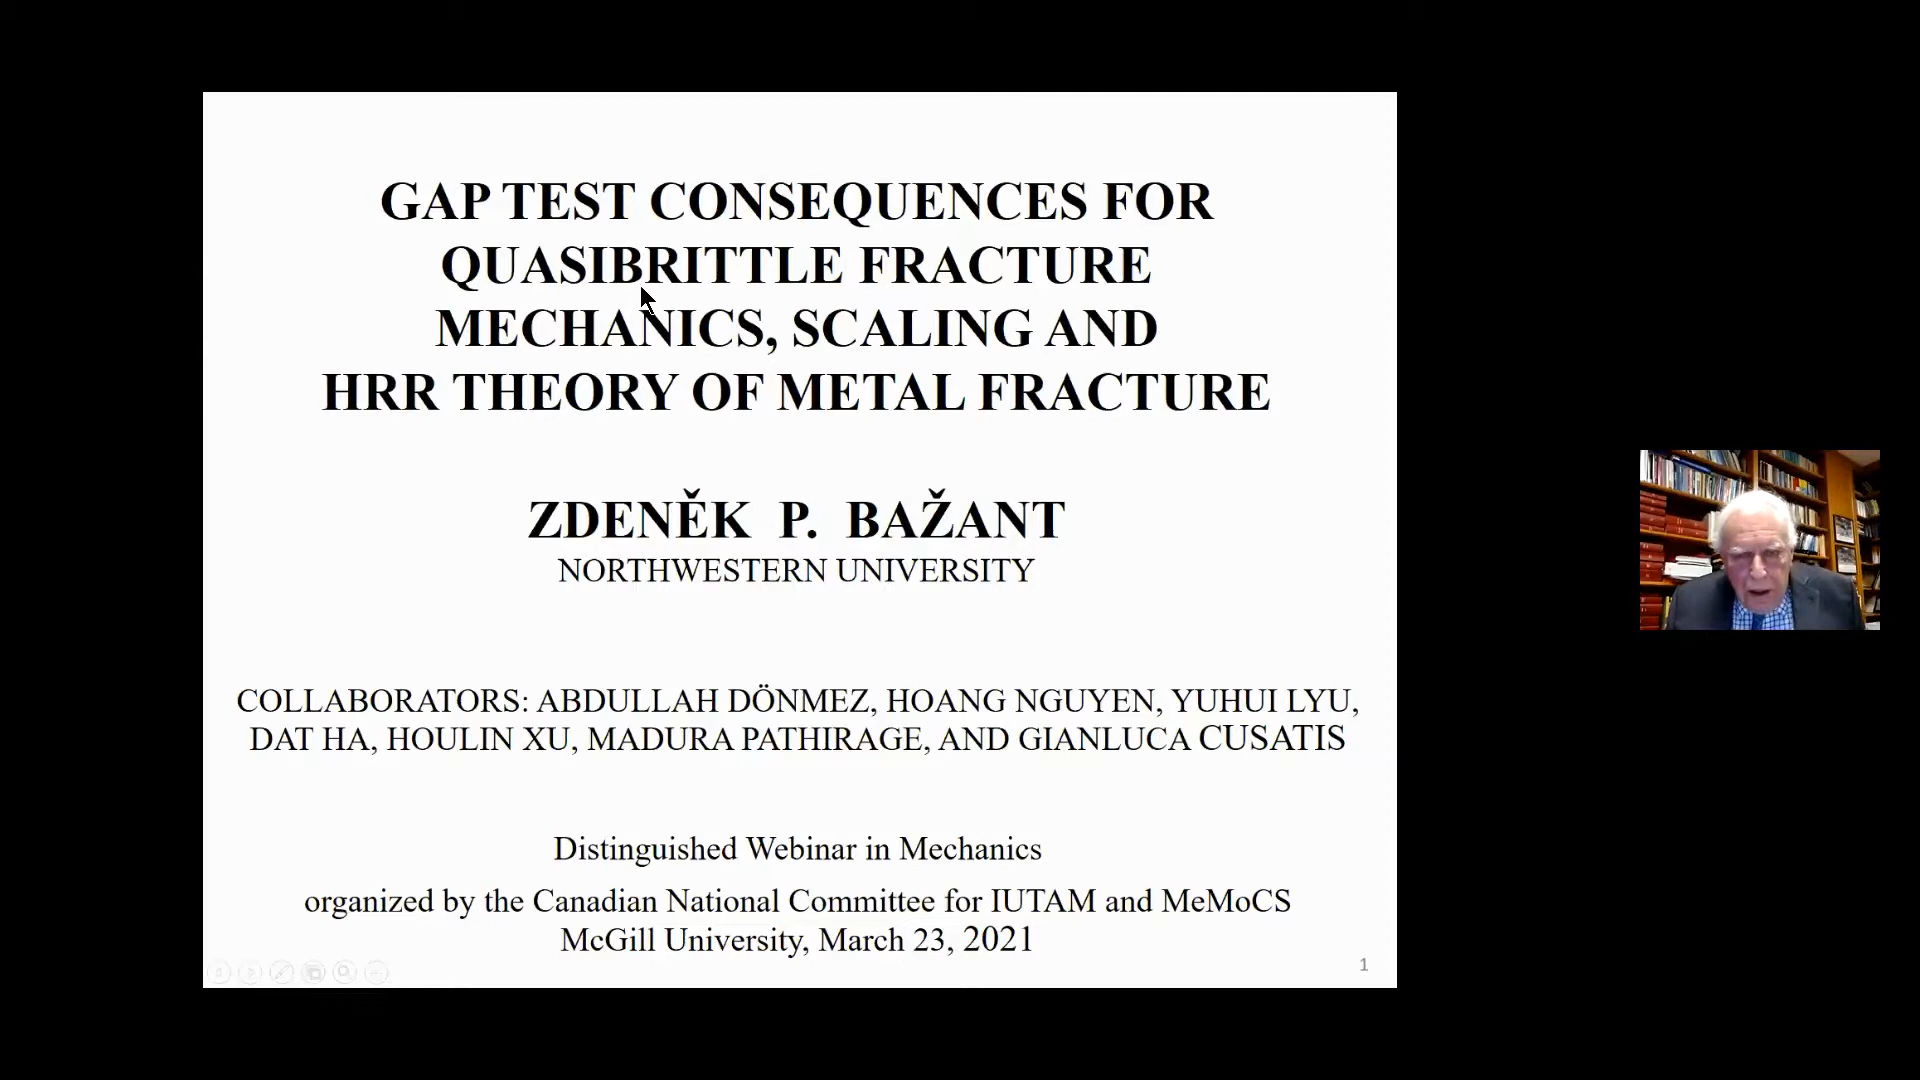 GAP TEST CONSEQUENCES FOR
QUASIBRITTLE FRACTURE
MECHANICS, SCALING AND
HRR THEORY OF METAL FRACTURE
ZDENĚK P. BAŽANT
NORTHWESTERN UNIVERSITY
COLLABORATORS: ABDULLAH DÖNMEZ, HOANG NGUYEN, YUHUI LYU,
DAT HA, HOULIN XU, MADURA PATHIRAGE, AND GIANLUCA CUSATIS
Distinguished Webinar in Mechanics
organized by the Canadian National Committee for IUTAM and MeMoCS
McGill University, March 23, 2021
1